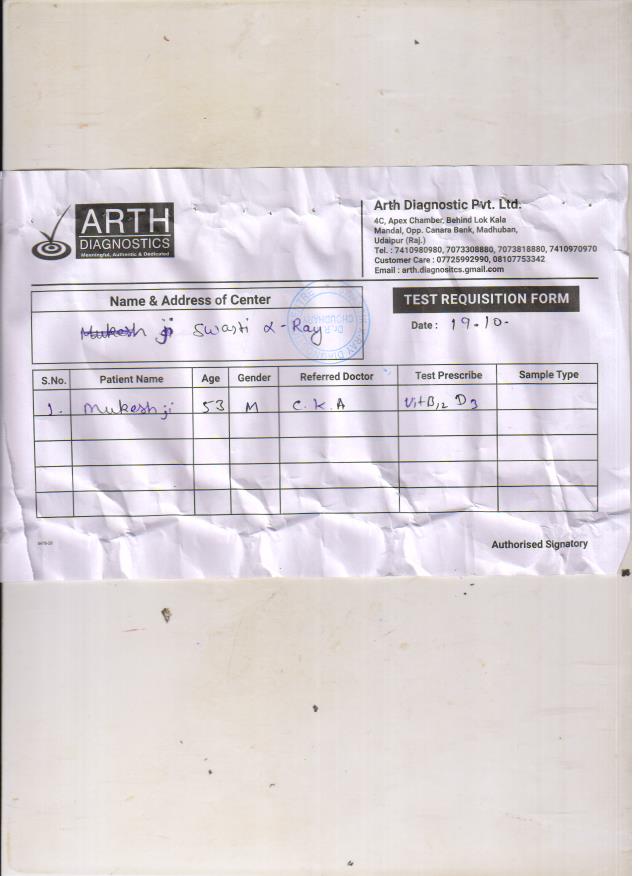 ARTH
DIAGNOSTICS
Meaningful, Authentic & Dedicated
Arth Diagnostic Pvt. Ltd.
4C, Apex Chamber, Behind Lok Kala
Mandal, Opp. Canara Bank, Madhuban,
Udaipur (Raj.)
Tel. : 7410980980, 7073308880, 7073818880, 7410970970
Customer Care : 07725992990, 08107753342
Email : arth.diagnositcs.gmail.com
Name & Address of Center
Mukesh ji Swasti X-Ray
TEST REQUISITION FORM
Date : 19.10.
S.No. Patient Name Age Gender Referred Doctor Test Prescribe Sample Type
1. Mukesh ji 53 M C.K.A Vit B12 D3
Authorised Signatory